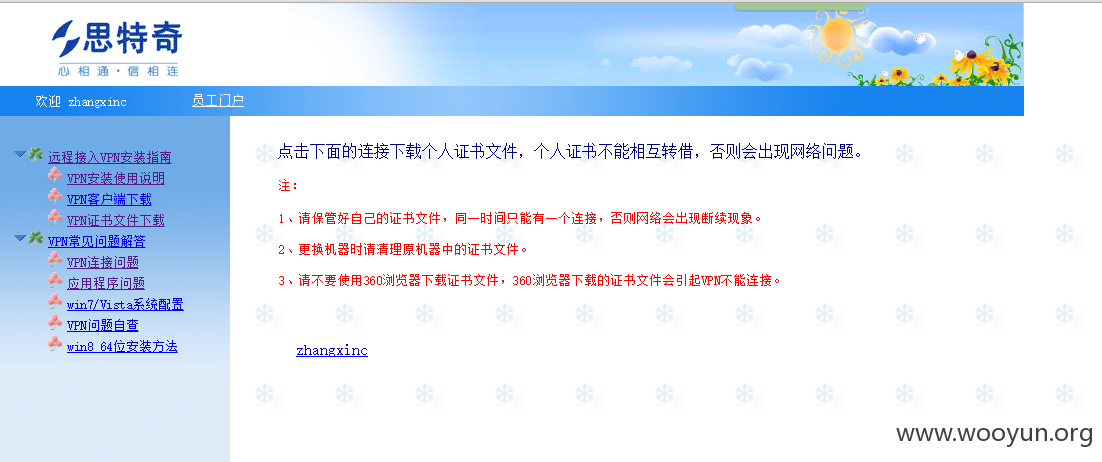 思特奇
心相通·信相连
欢迎 zhangxinc 员工门户
远程接入VPN安装指南
VPN安装使用说明
VPN客户端下载
VPN证书文件下载
VPN常见问题解答
VPN连接问题
应用程序问题
win7/Vista系统配置
VPN问题自查
win8 64位安装方法
点击下面的连接下载个人证书文件，个人证书不能相互转借，否则会出现网络问题。
注：
1、请保管好自己的证书文件，同一时间只能有一个连接，否则网络会出现断续现象。
2、更换机器时请清理原机器中的证书文件。
3、请不要使用360浏览器下载证书文件，360浏览器下载的证书文件会引起VPN不能连接。
zhangxinc
www.wooyun.org